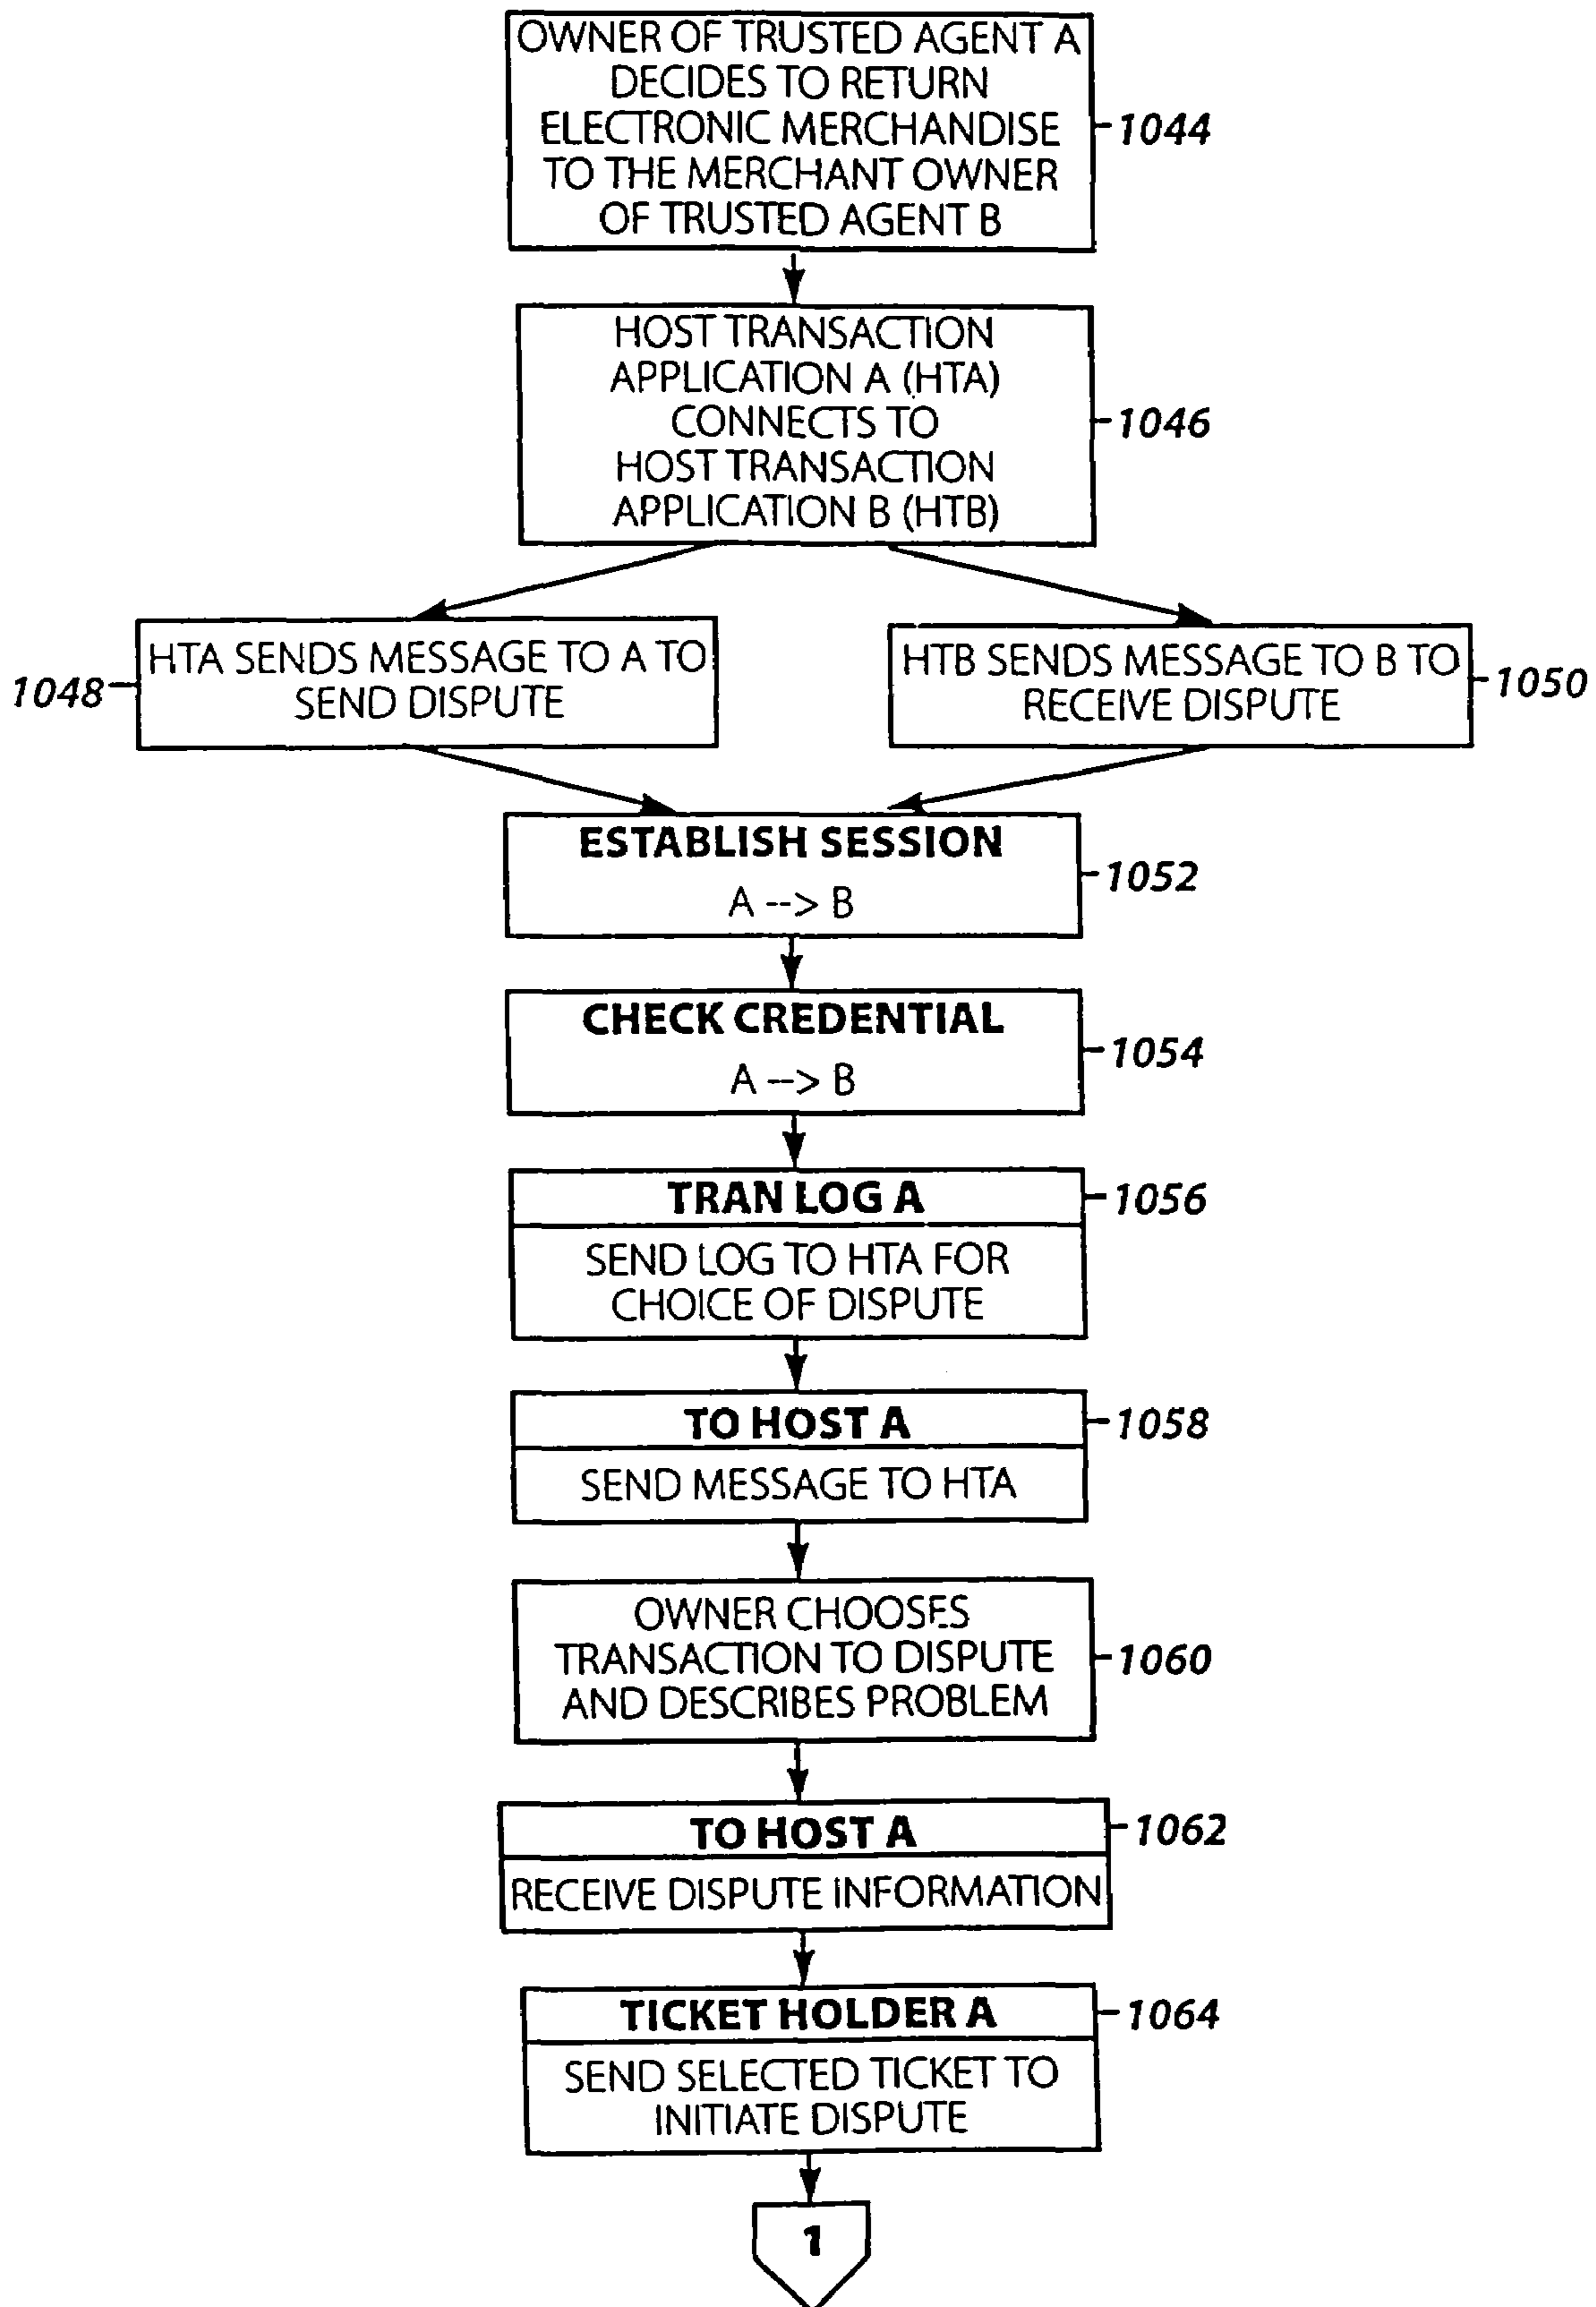 OWNER OF TRUSTED AGENT A
DECIDES TO RETURN
ELECTRONIC MERCHANDISE
TO THE MERCHANT OWNER
OF TRUSTED AGENT B
1044
HOST TRANSACTION
APPLICATION A (HTA)
CONNECTS TO
HOST TRANSACTION
APPLICATION B (HTB)
1046
HTA SENDS MESSAGE TO A TO
SEND DISPUTE
1048
HTB SENDS MESSAGE TO B TO
RECEIVE DISPUTE
1050
ESTABLISH SESSION
A --> B
1052
CHECK CREDENTIAL
A --> B
1054
TRAN LOG A
1056
SEND LOG TO HTA FOR
CHOICE OF DISPUTE
TO HOST A
1058
SEND MESSAGE TO HTA
OWNER CHOOSES
TRANSACTION TO DISPUTE
AND DESCRIBES PROBLEM
1060
TO HOST A
1062
RECEIVE DISPUTE INFORMATION
TICKET HOLDER A
1064
SEND SELECTED TICKET TO
INITIATE DISPUTE
1